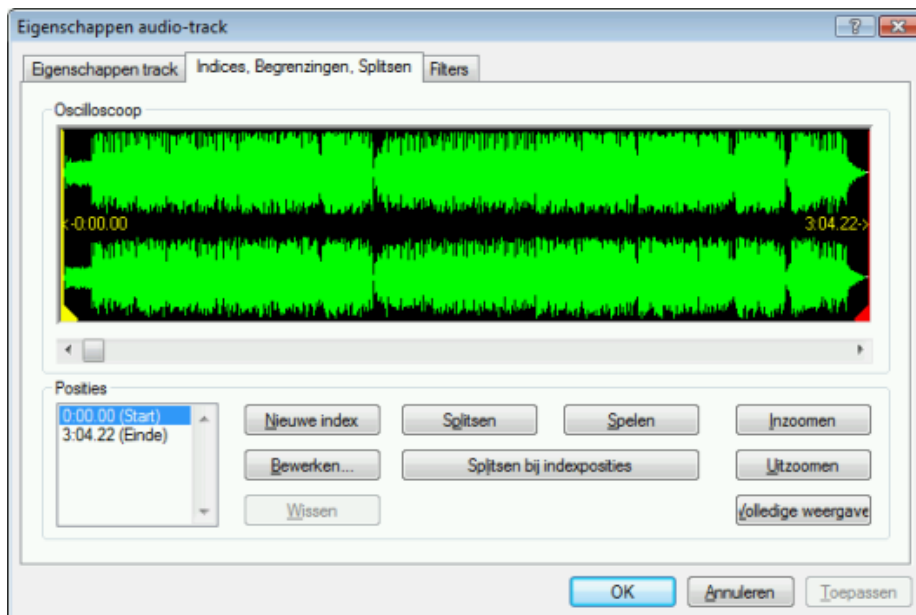 Eigenschappen audio-track
Eigenschappen track
Indices, Begrenzingen, Splitsen
Filters
Oscilloscoop
<-0:00.00
3:04.22->
Posities
0:00.00 (Start)
3:04.22 (Einde)
Nieuwe index
Splitsen
Spelen
Inzoomen
Bewerken...
Splitsen bij indexposities
Uitzoomen
Wissen
Volledige weergave
OK
Annuleren
Toepassen